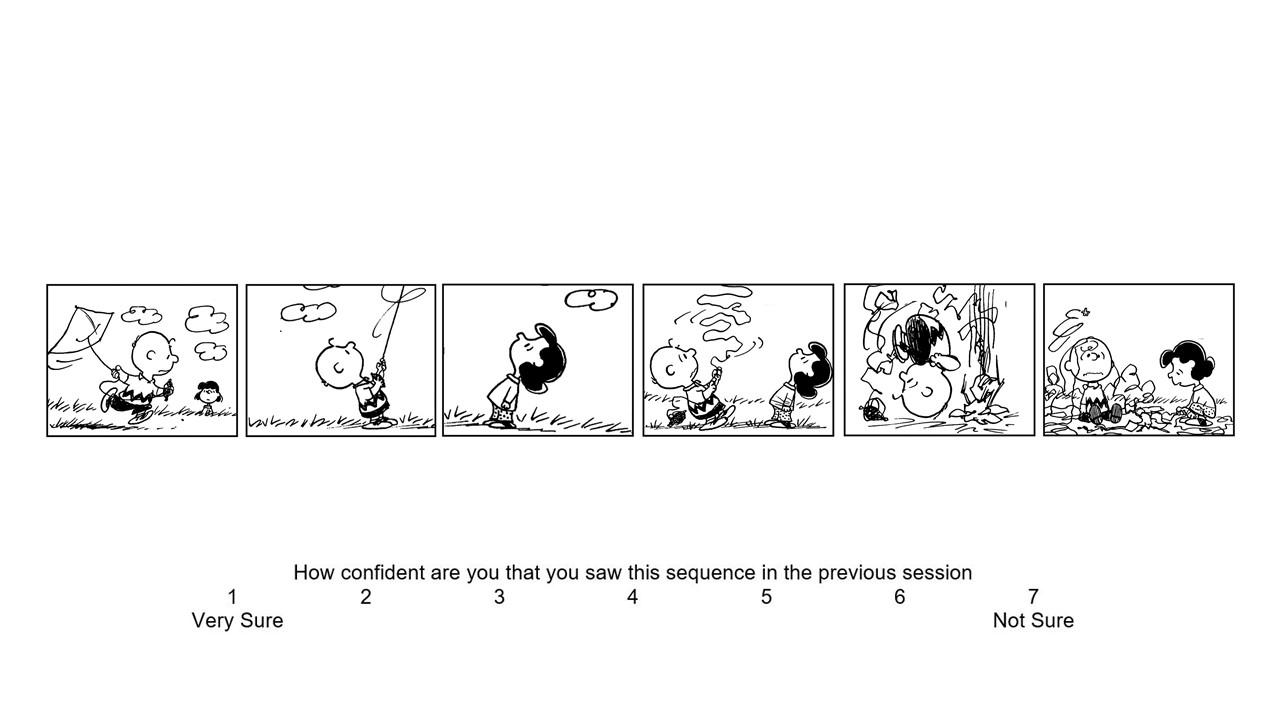 How confident are you that you saw this sequence in the previous session
1 2 3 4 5 6 7
Very Sure Not Sure